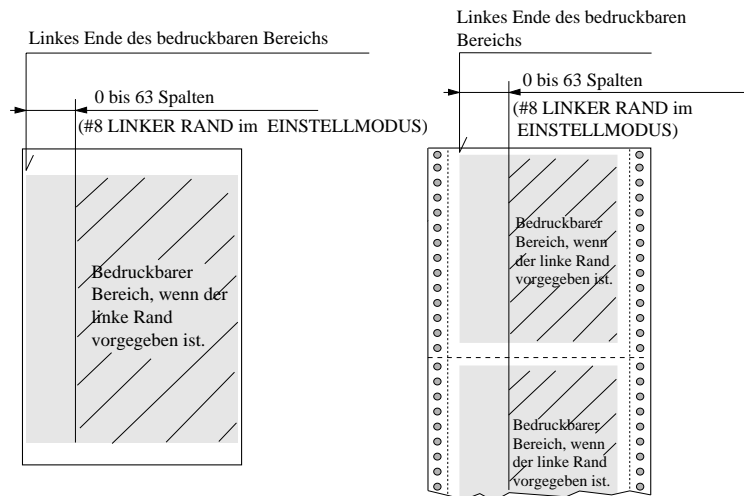 Linkes Ende des bedruckbaren Bereichs
0 bis 63 Spalten
(#8 LINKER RAND im EINSTELLMODUS)
Bedruckbarer
Bereich, wenn der
linke Rand
vorgegeben ist.
Linkes Ende des bedruckbaren
Bereichs
0 bis 63 Spalten
(#8 LINKER RAND im
EINSTELLMODUS)
Bedruckbarer
Bereich, wenn
der linke Rand
vorgegeben ist.
Bedruckbarer
Bereich, wenn
der linke Rand
vorgegeben ist.